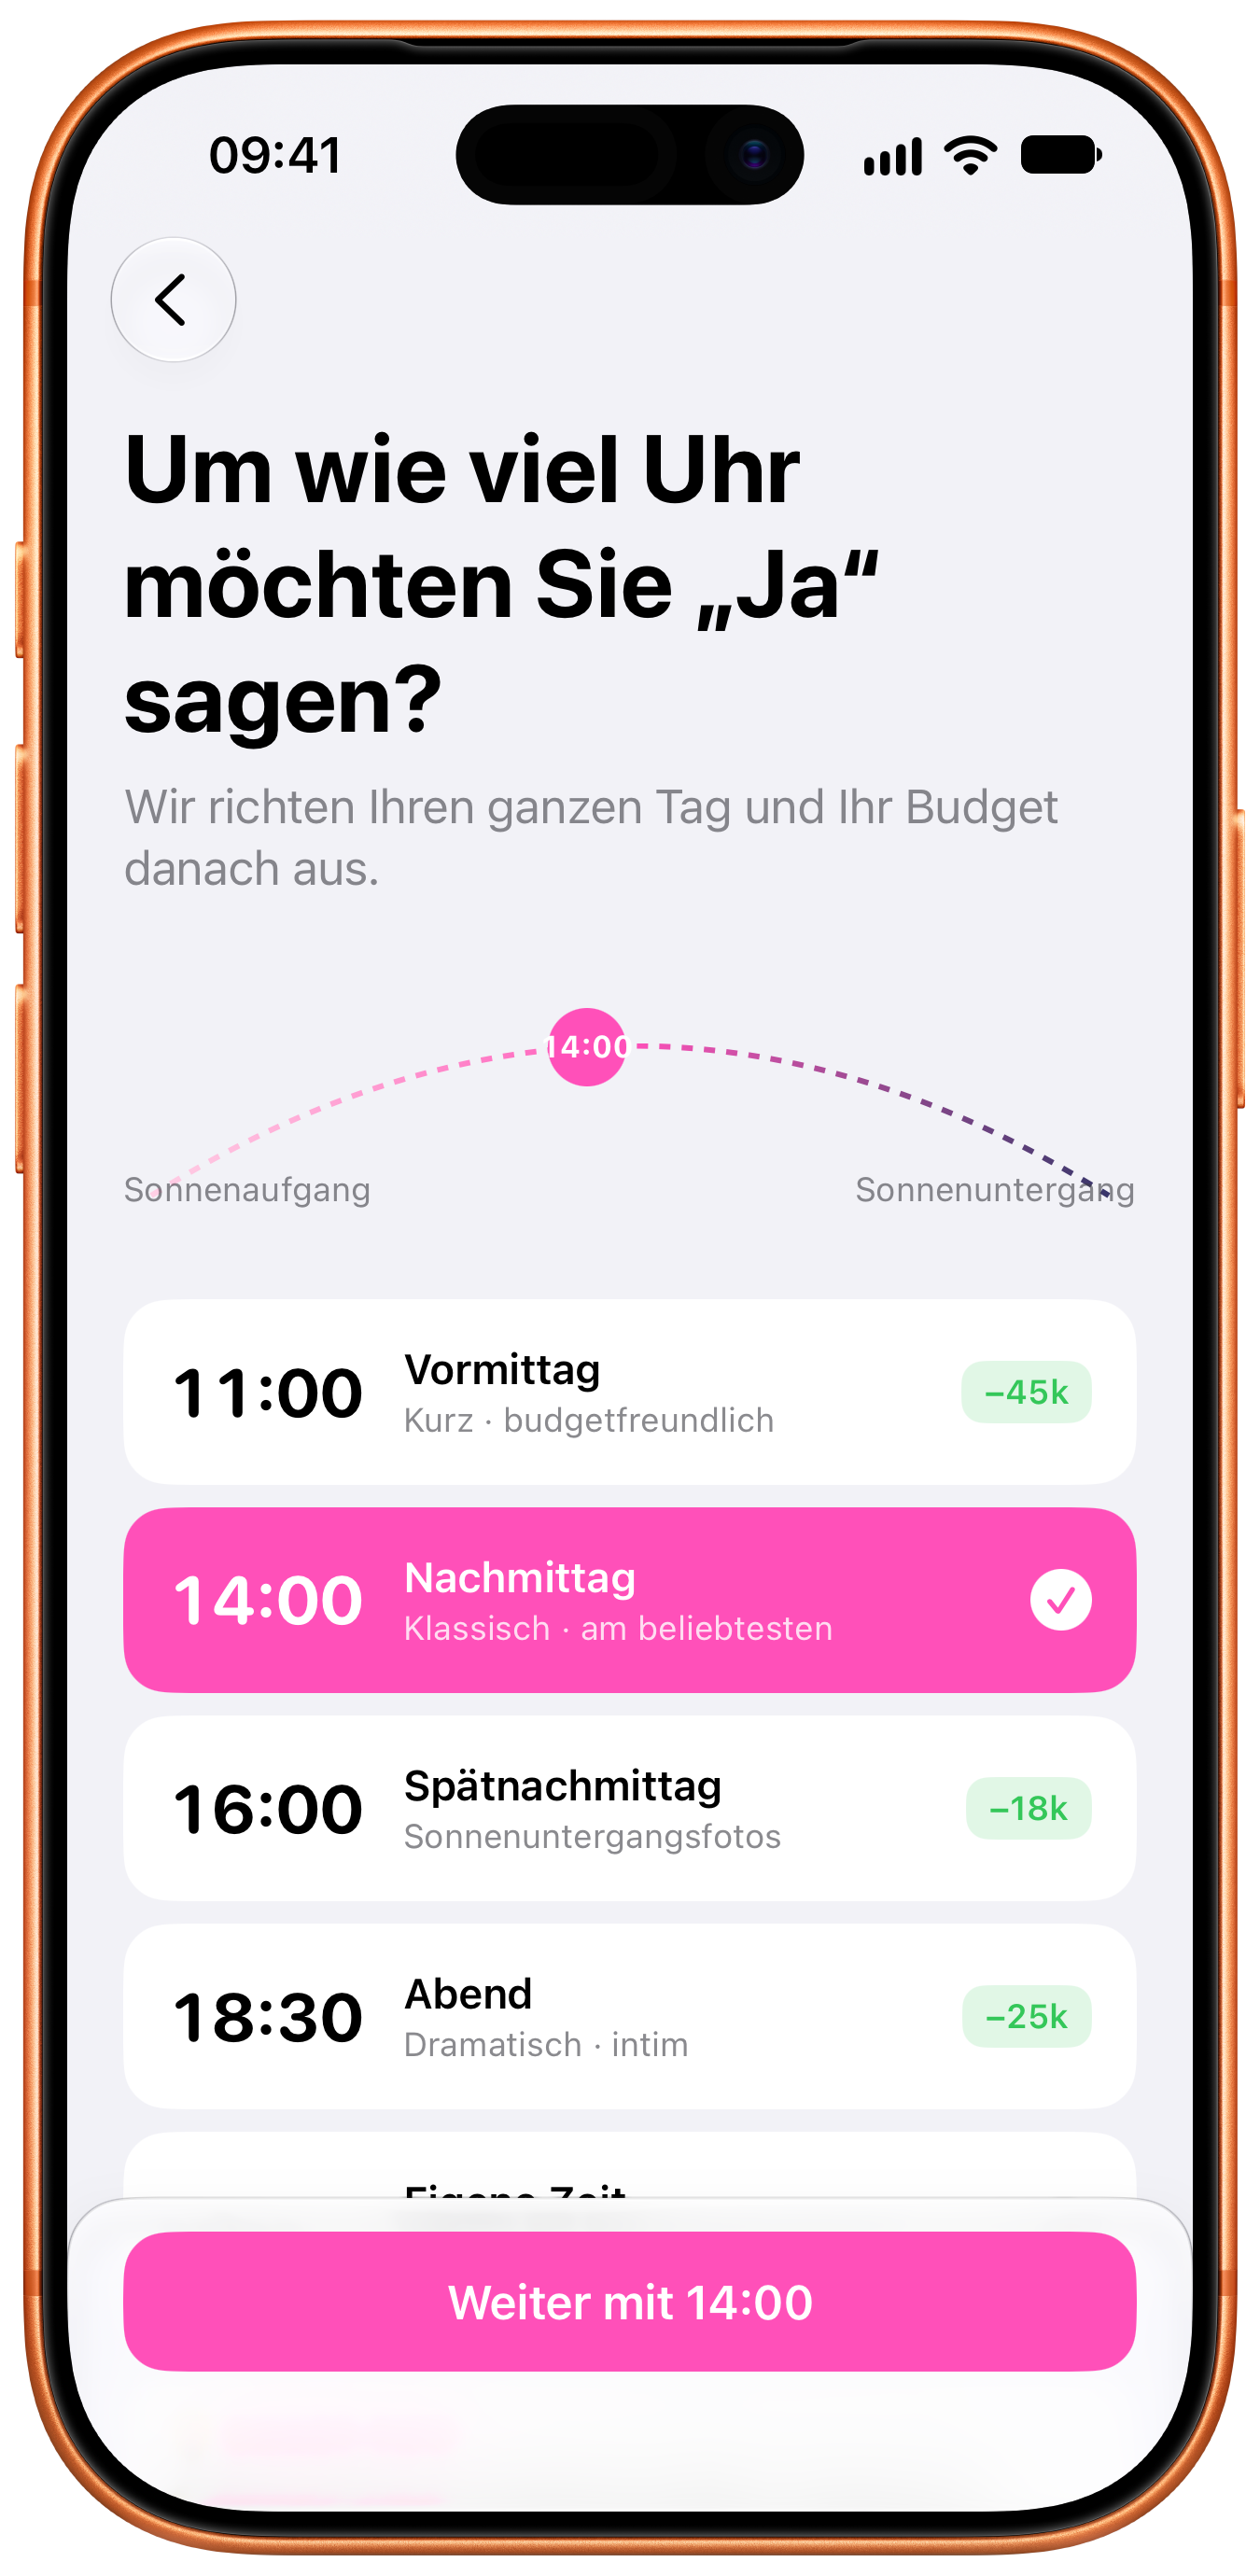 09:41
Um wie viel Uhr
möchten Sie „Ja“
sagen?
Wir richten Ihren ganzen Tag und Ihr Budget
danach aus.
14:00
Sonnenaufgang
Sonnenuntergang
11:00
Vormittag
Kurz · budgetfreundlich
–45k
14:00
Nachmittag
Klassisch · am beliebtesten
16:00
Spätnachmittag
Sonnenuntergangsfotos
–18k
18:30
Abend
Dramatisch · intim
–25k
Eigene Zeit
Weiter mit 14:00